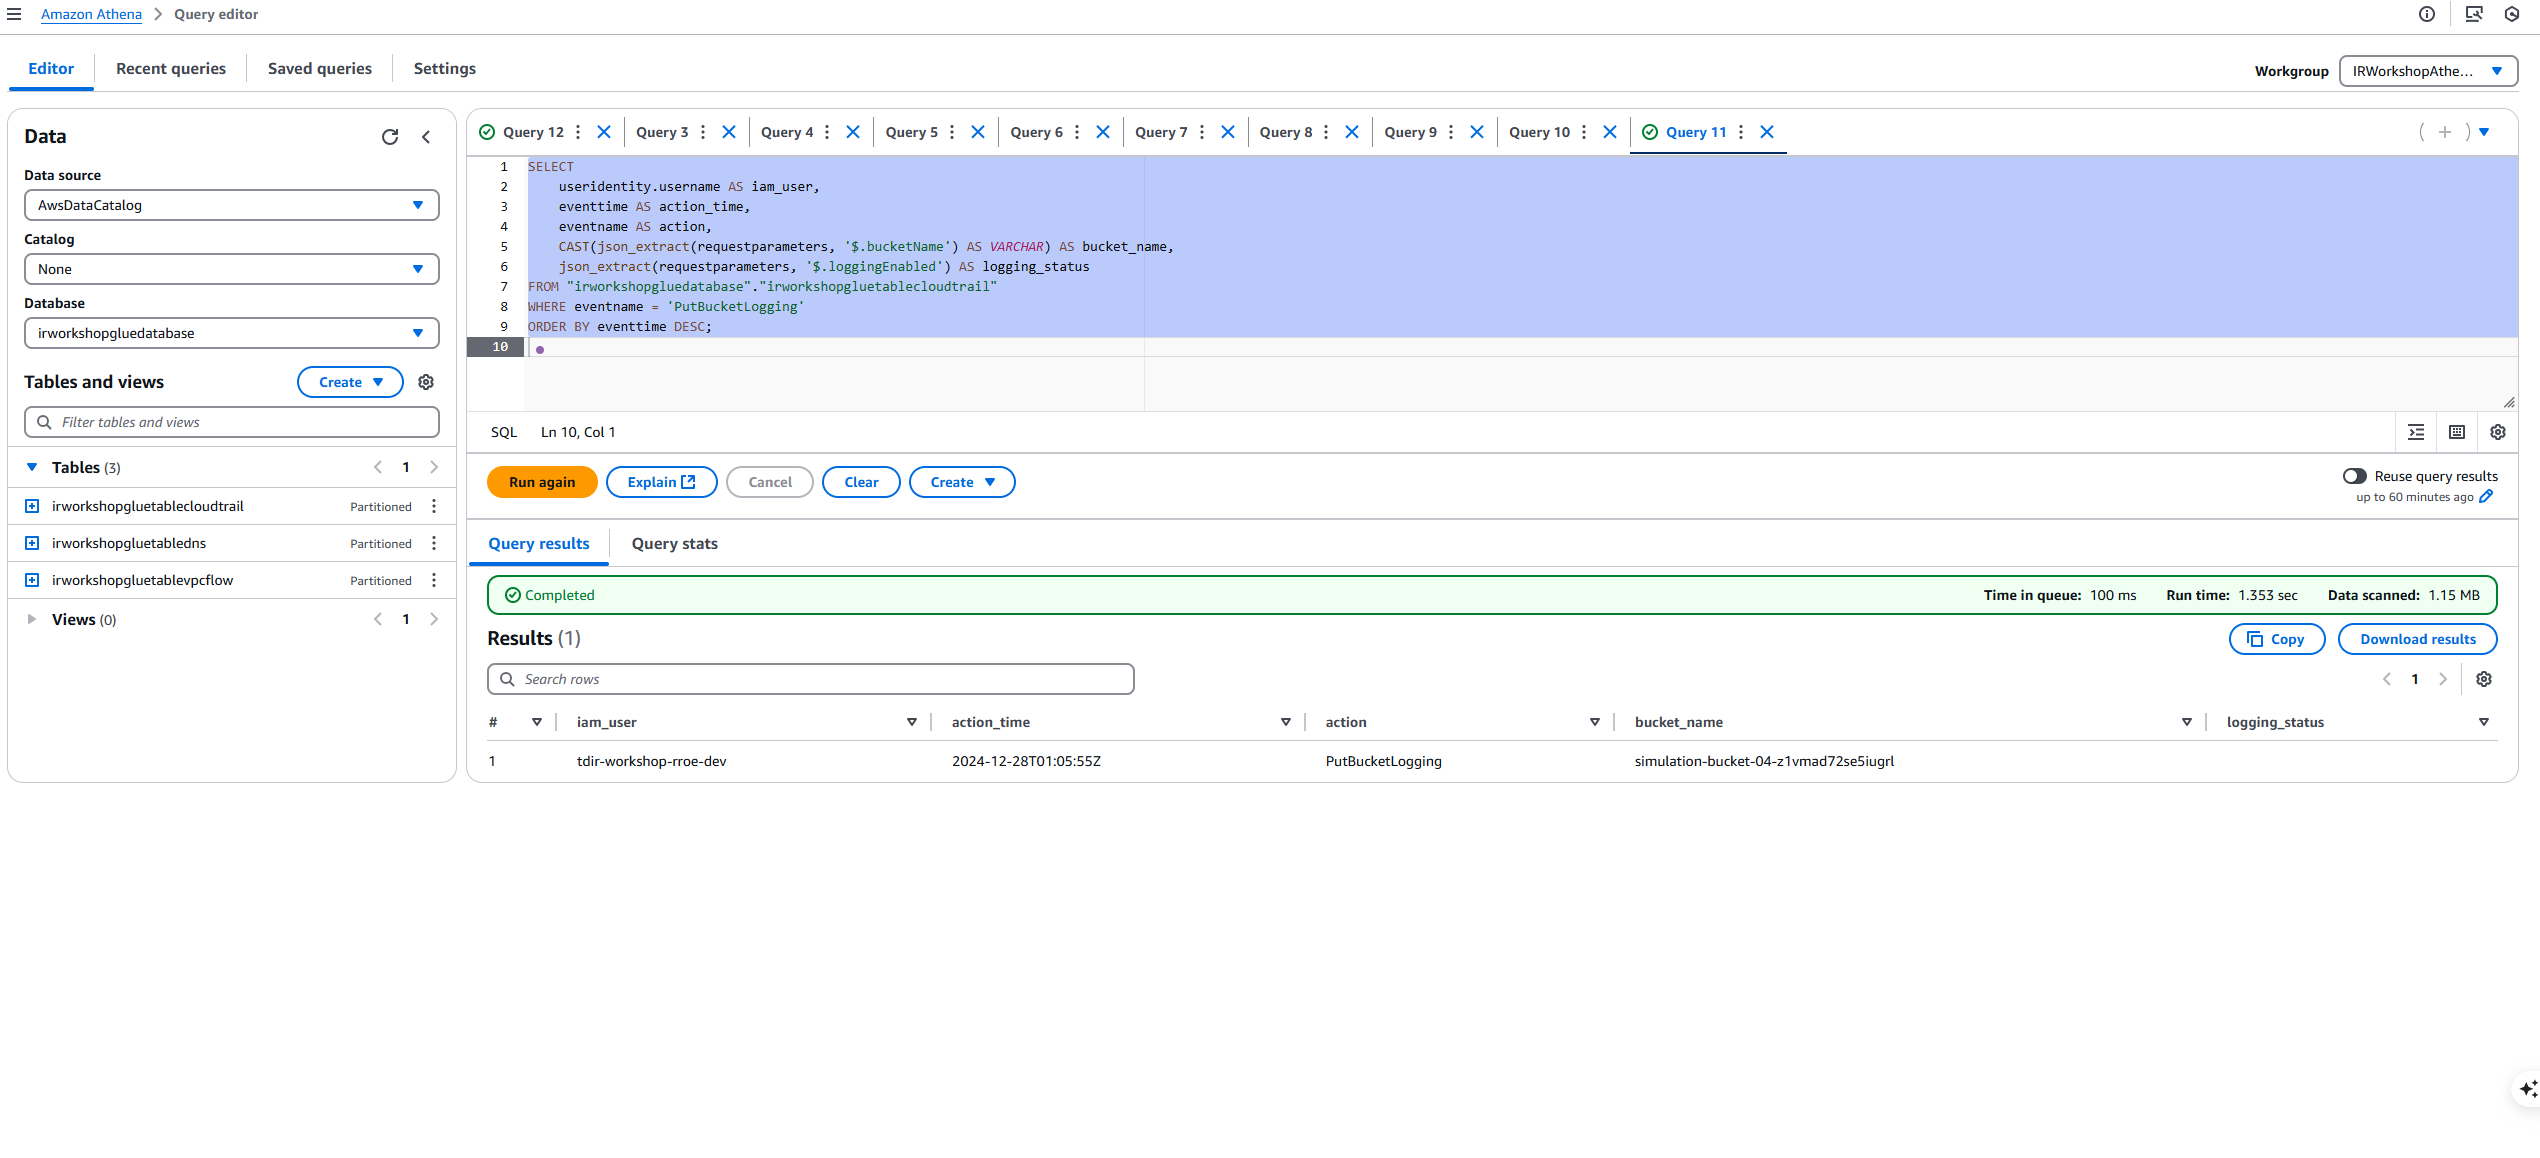 Amazon Athena > Query editor
Editor
Recent queries
Saved queries
Settings
Workgroup
IRWorkshopAthe...
Data
Data source
AwsDataCatalog
Catalog
None
Database
irworkshopgluedatabase
Tables and views
Create
Filter tables and views
Tables (3)
1
irworkshopgluetablecloudtrail
Partitioned
irworkshopgluetabledns
Partitioned
irworkshopgluetablevpcflow
Partitioned
Views (0)
1
Query 12
Query 3
Query 4
Query 5
Query 6
Query 7
Query 8
Query 9
Query 10
Query 11
1 SELECT
2 useridentity.username AS iam_user,
3 eventtime AS action_time,
4 eventname AS action,
5 CAST(json_extract(requestparameters, '$.bucketName') AS VARCHAR) AS bucket_name,
6 json_extract(requestparameters, '$.loggingEnabled') AS logging_status
7 FROM "irworkshopgluedatabase"."irworkshopgluetablecloudtrail"
8 WHERE eventname = 'PutBucketLogging'
9 ORDER BY eventtime DESC;
10
SQL
Ln 10, Col 1
Run again
Explain
Cancel
Clear
Create
Reuse query results
up to 60 minutes ago
Query results
Query stats
Completed
Time in queue: 100 ms
Run time: 1.353 sec
Data scanned: 1.15 MB
Results (1)
Copy
Download results
Search rows
1
# iam_user action_time action bucket_name logging_status
1 tdir-workshop-rroe-dev 2024-12-28T01:05:55Z PutBucketLogging simulation-bucket-04-z1vmad72se5iugrl